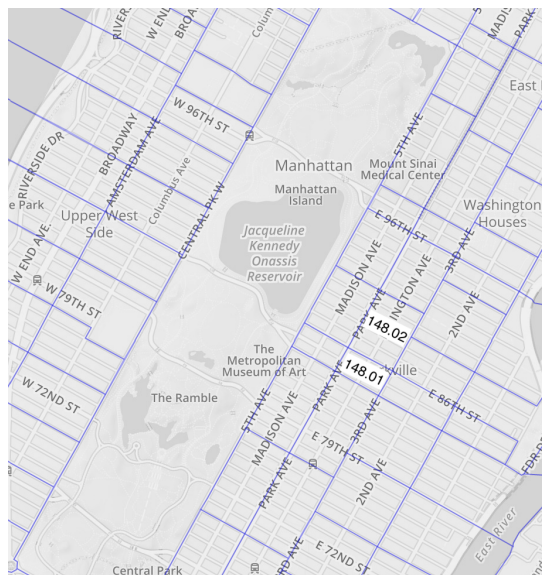 W 96TH ST
BROADWAY
AMSTERDAM AVE
Columbus Ave
RIVERSIDE DR
Upper West
Side
W END AVE.
CENTRAL PK W
W 79TH ST
W 72ND ST
Manhattan
Manhattan
Island
Mount Sinai
Medical Center
5TH AVE
Jacqueline
Kennedy
Onassis
Reservoir
E 96TH ST
Washington
Houses
3RD AVE
MADISON AVE
PARK AVE
INGTON AVE
2ND AVE
148.02
148.01
ville
E 86TH ST
The
Metropolitan
Museum of Art
The Ramble
5TH AVE
MADISON AVE
PARK AVE
PARK AVE
3RD AVE
E 79TH ST
2ND AVE
E 72ND ST
East River
Central Park